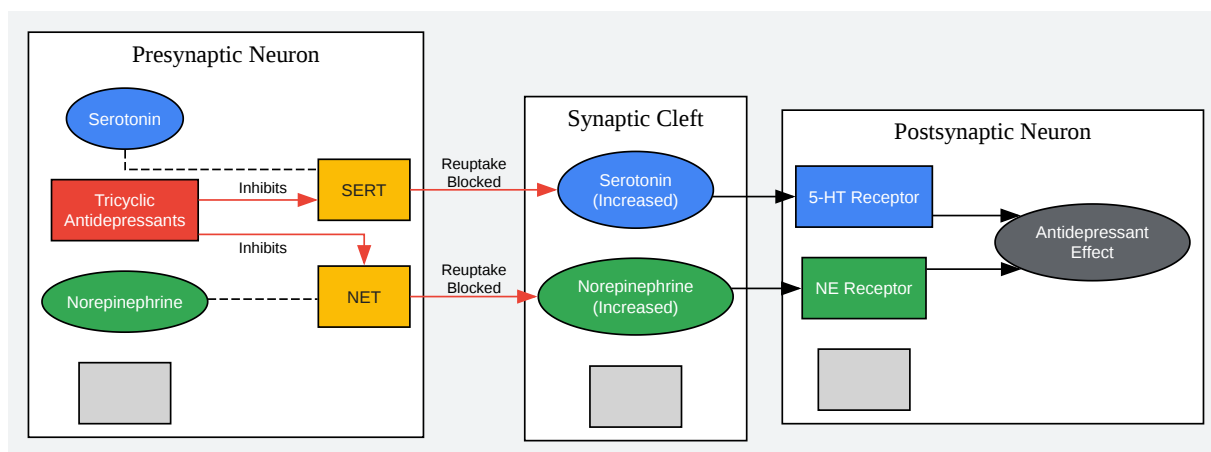 Presynaptic Neuron
Serotonin
Tricyclic
Antidepressants
Inhibits
Inhibits
SERT
Norepinephrine
NET
Reuptake
Blocked
Reuptake
Blocked
Synaptic Cleft
Serotonin
(Increased)
Norepinephrine
(Increased)
Postsynaptic Neuron
5-HT Receptor
NE Receptor
Antidepressant
Effect